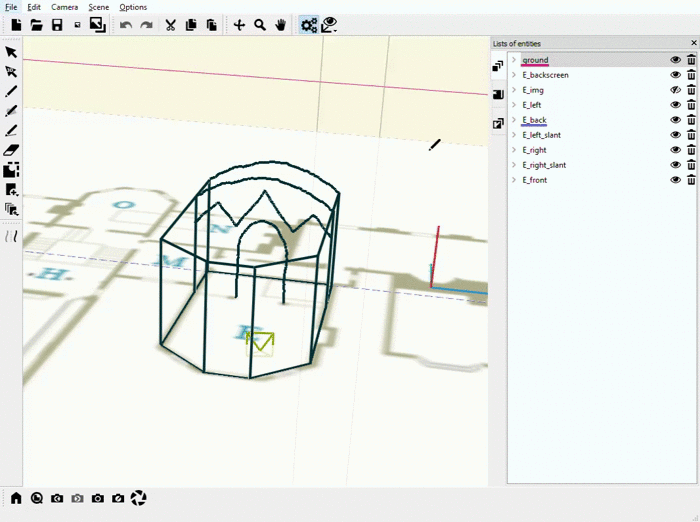 File Edit Camera Scene Options
Lists of entities
ground
E_backscreen
E_img
E_left
E_back
E_left_slant
E_right
E_right_slant
E_front
O
N
M
H
E